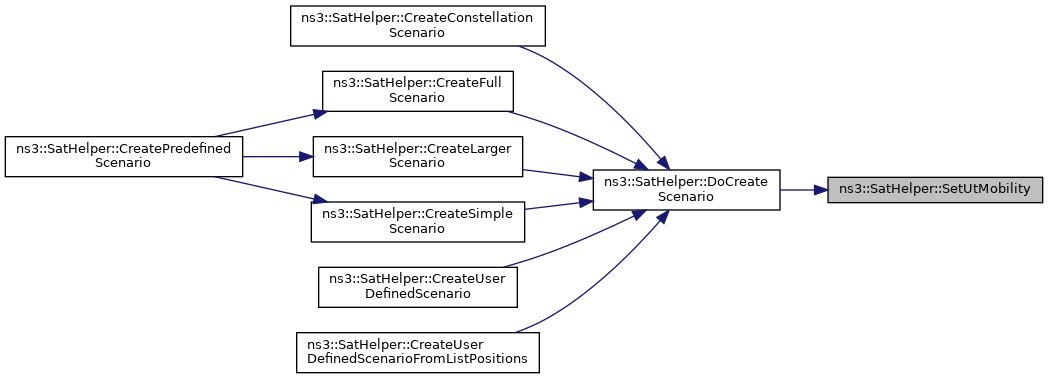 ns3::SatHelper::CreateConstellation
Scenario
ns3::SatHelper::CreateFull
Scenario
ns3::SatHelper::CreatePredefined
Scenario
ns3::SatHelper::CreateLarger
Scenario
ns3::SatHelper::CreateSimple
Scenario
ns3::SatHelper::CreateUser
DefinedScenario
ns3::SatHelper::CreateUser
DefinedScenarioFromListPositions
ns3::SatHelper::DoCreate
Scenario
ns3::SatHelper::SetUtMobility